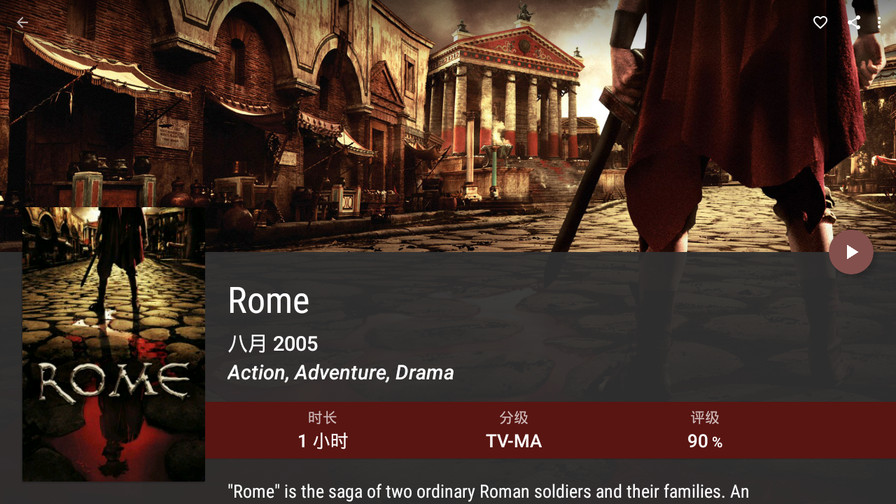 Rome
八月 2005
Action, Adventure, Drama
ROME
时长
分级
评级
1 小时
TV-MA
90 %
"Rome" is the saga of two ordinary Roman soldiers and their families. An